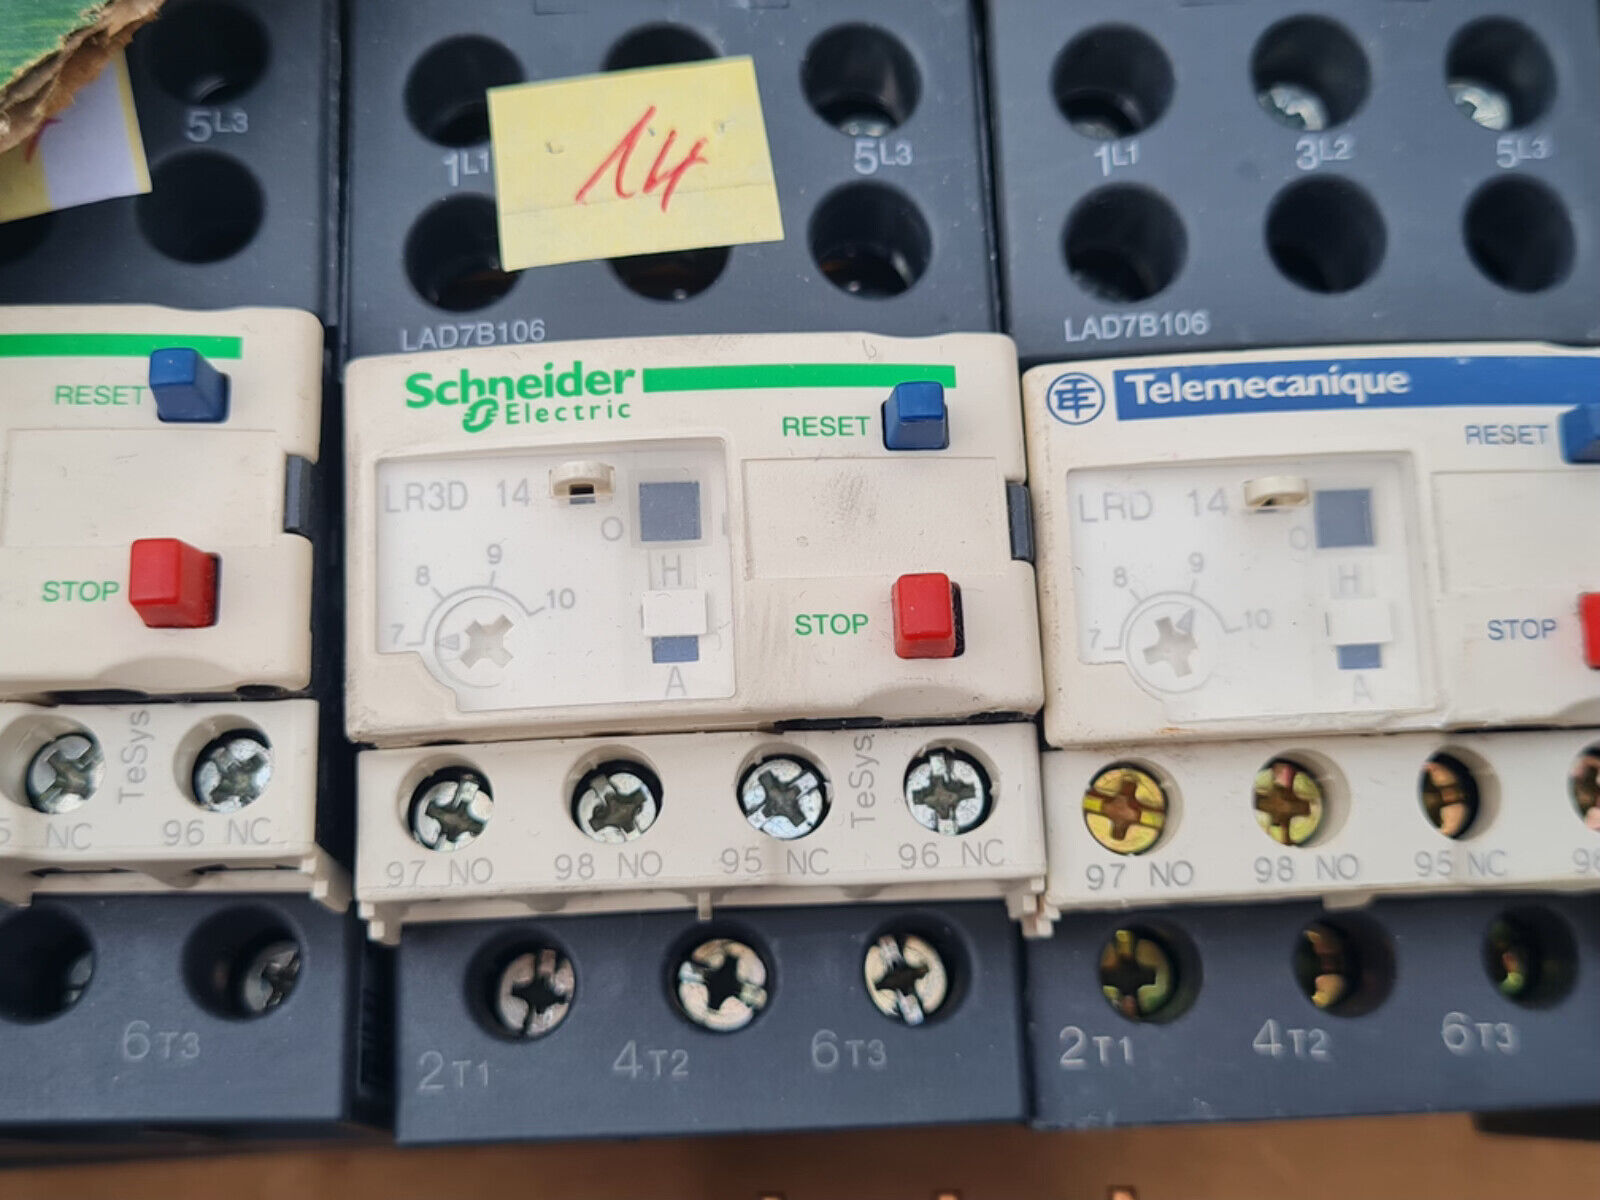 5L3
RESET
STOP
TeSys
NC
96 NC
6T3
1L1
14
5L3
LAD7B106
Schneider
Electric
RESET
LR3D 14
O
H
A
7
8
9
10
STOP
TeSys
97 NO
98 NO
95 NC
96 NC
2T1
4T2
6T3
1L1
3L2
5L3
LAD7B106
Telemecanique
RESET
LRD 14
O
H
A
7
8
9
10
STOP
97 NO
98 NO
95 NC
2T1
4T2
6T3